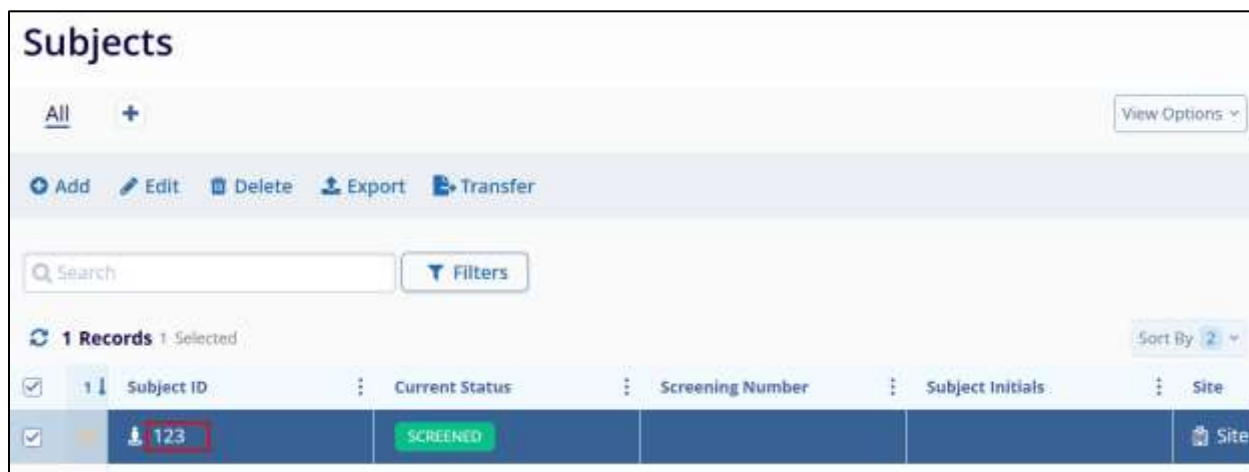 Subjects
All View Options
Add Edit Delete Export Transfer
Search Filters
1 Records 1 Selected Sort By 2
1 Subject ID Current Status Screening Number Subject Initials Site
123 SCREENED Site